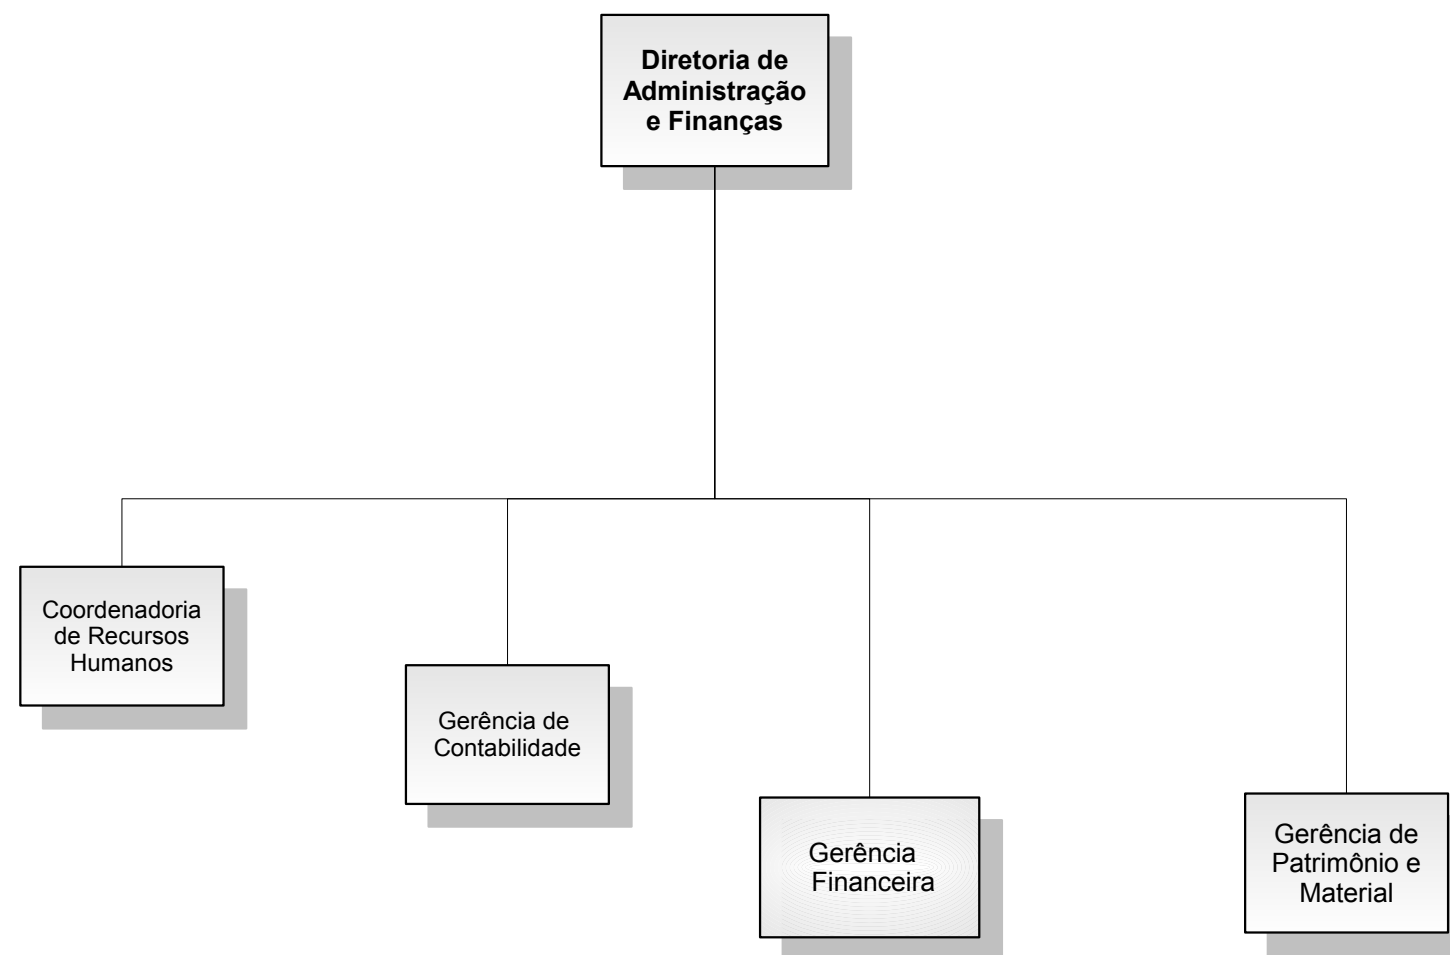 Diretoria de
Administração
e Finanças
Coordenadoria
de Recursos
Humanos
Gerência de
Contabilidade
Gerência
Financeira
Gerência de
Patrimônio e
Material